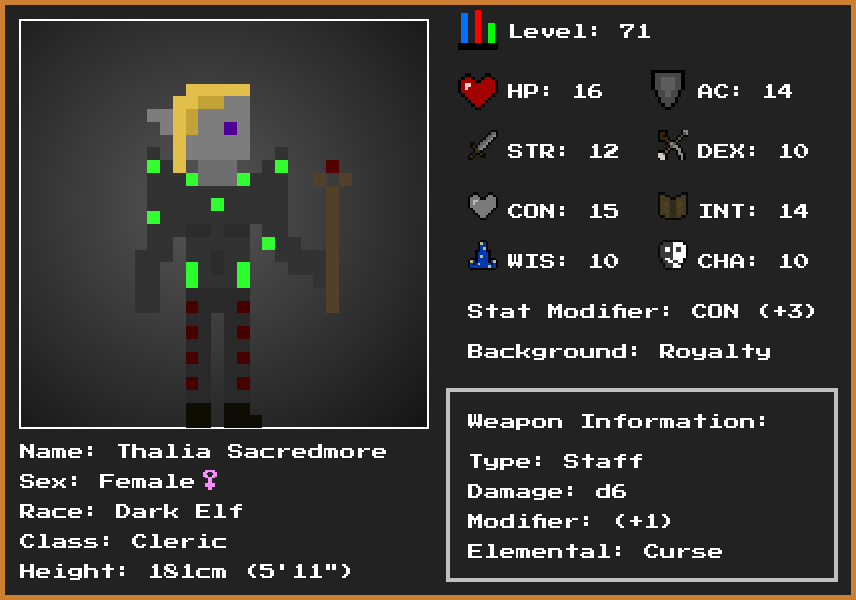 Level: 71
HP: 16
AC: 14
STR: 12
DEX: 10
CON: 15
INT: 14
WIS: 10
CHA: 10
Stat Modifier: CON (+3)
Background: Royalty
Weapon Information:
Type: Staff
Damage: d6
Modifier: (+1)
Elemental: Curse
Name: Thalia Sacredmore
Sex: Female♀
Race: Dark Elf
Class: Cleric
Height: 181cm (5'11")